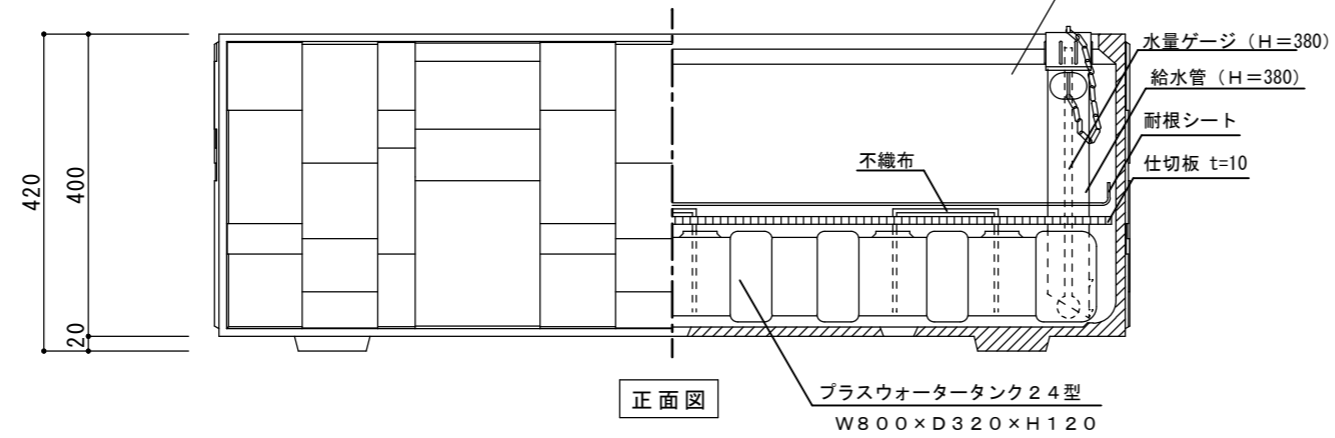 水量ゲージ（Ｈ＝380）
給水管（Ｈ＝380）
耐根シート
仕切板 t=10
不織布
420
400
20
正面図
プラスウォータータンク２４型
Ｗ８００×Ｄ３２０×Ｈ１２０